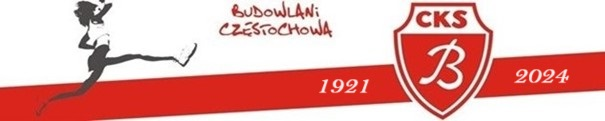 BUDOWLANI
CZĘSTOCHOWA
CKS
B
1921
2024